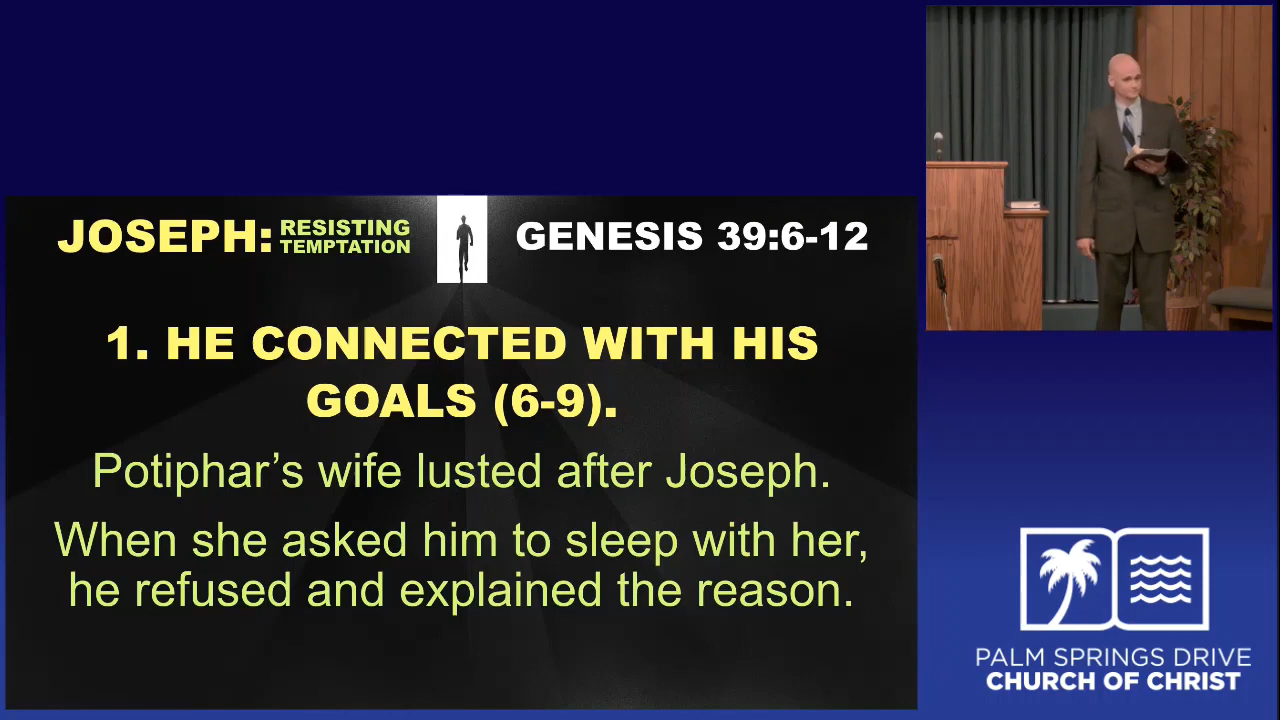 JOSEPH: RESISTING TEMPTATION GENESIS 39:6-12
1. HE CONNECTED WITH HIS
GOALS (6-9).
Potiphar’s wife lusted after Joseph.
When she asked him to sleep with her,
he refused and explained the reason.
PALM SPRINGS DRIVE
CHURCH OF CHRIST